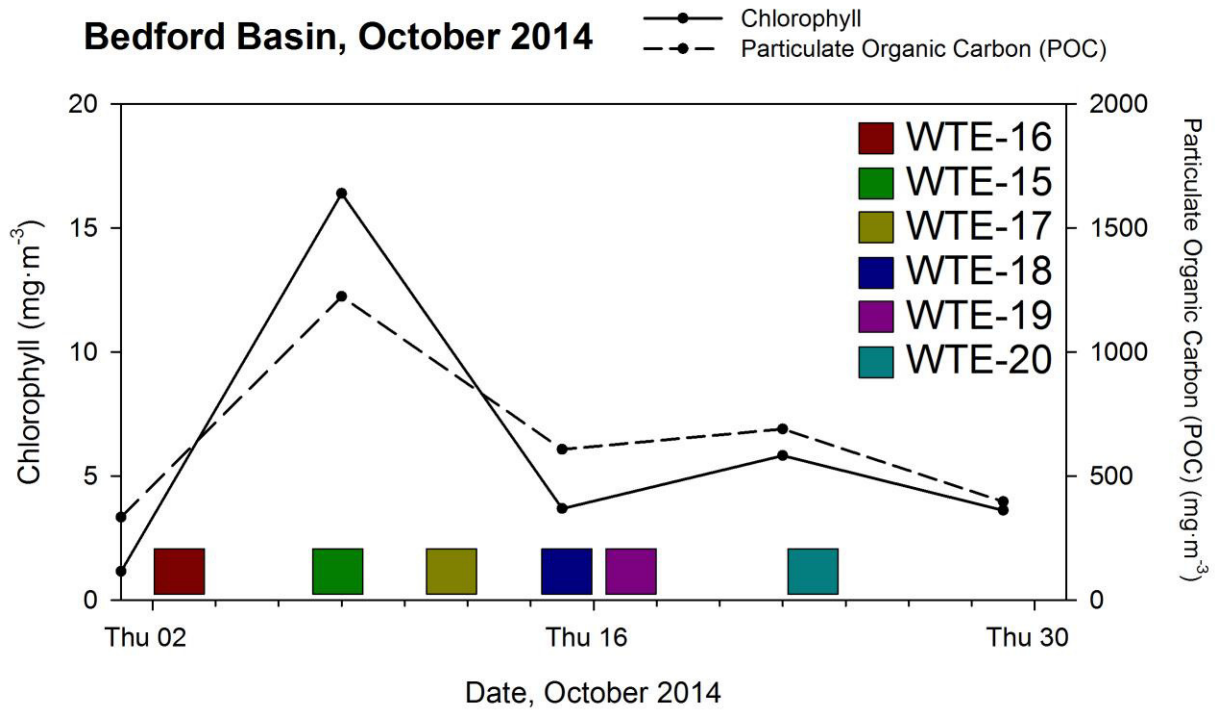 Bedford Basin, October 2014
Chlorophyll
Particulate Organic Carbon (POC)
20
15
10
5
0
Chlorophyll (mg·m⁻³)
2000
1500
1000
500
0
Particulate Organic Carbon (POC) (mg·m⁻³)
WTE-16
WTE-15
WTE-17
WTE-18
WTE-19
WTE-20
Thu 02
Thu 16
Thu 30
Date, October 2014